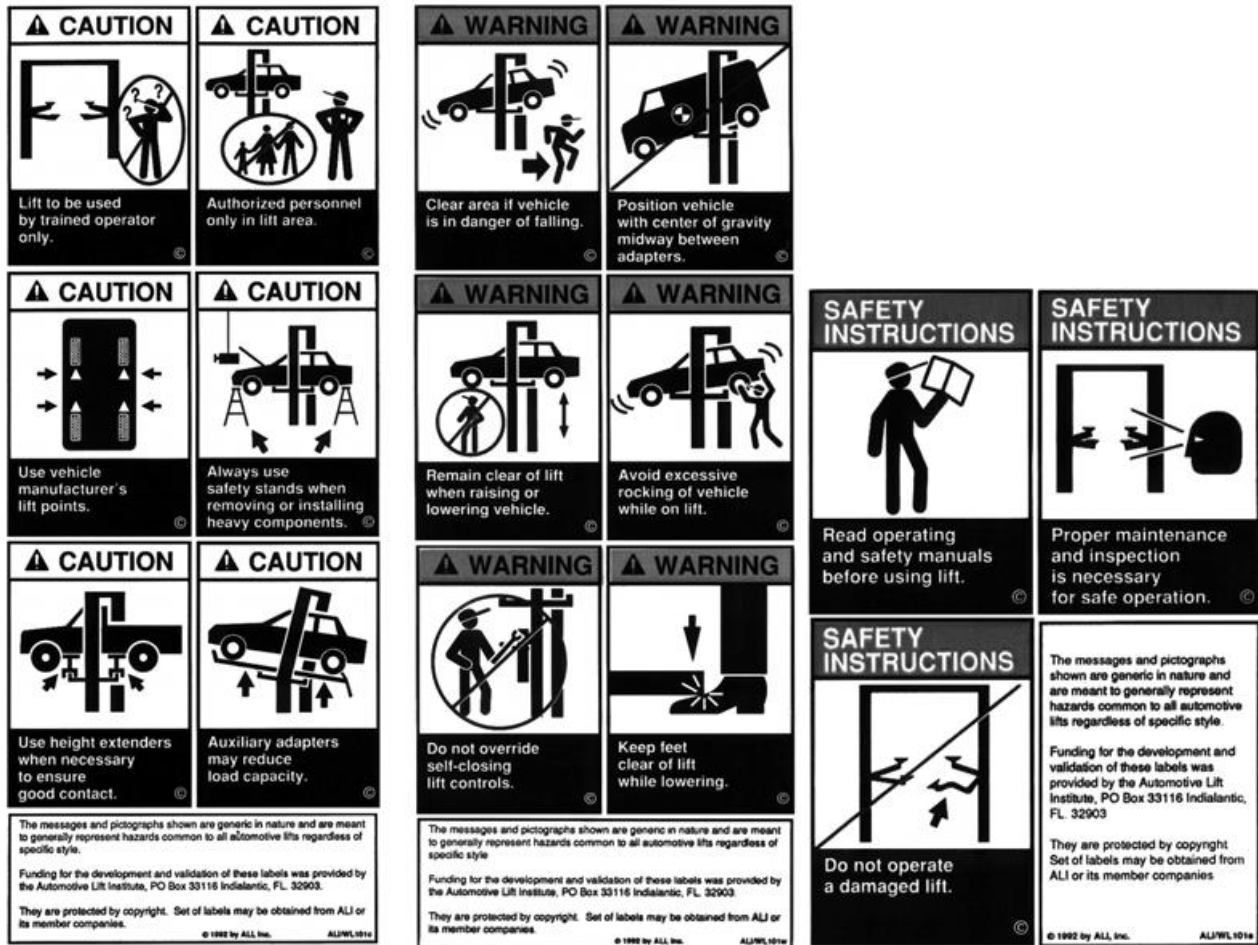 CAUTION
Lift to be used
by trained operator
only.
©
CAUTION
Authorized personnel
only in lift area.
©
CAUTION
Use vehicle
manufacturer's
lift points.
©
CAUTION
Always use
safety stands when
removing or installing
heavy components.
©
CAUTION
Use height extenders
when necessary
to ensure
good contact.
©
CAUTION
Auxiliary adapters
may reduce
load capacity.
©
The messages and pictographs shown are generic in nature and are meant
to generally represent hazards common to all automotive lifts regardless of
specific style.
Funding for the development and validation of these labels was provided by
the Automotive Lift Institute, PO Box 33116 Indialantic, FL. 32903.
They are protected by copyright. Set of labels may be obtained from ALI or
its member companies.
© 1992 by ALI, Inc.
ALI/WL101c
WARNING
Clear area if vehicle
is in danger of falling.
©
WARNING
Position vehicle
with center of gravity
midway between
adapters.
©
WARNING
Remain clear of lift
when raising or
lowering vehicle.
©
WARNING
Avoid excessive
rocking of vehicle
while on lift.
©
WARNING
Do not override
self-closing
lift controls.
©
WARNING
Keep feet
clear of lift
while lowering.
©
The messages and pictographs shown are generic in nature and are meant
to generally represent hazards common to all automotive lifts regardless of
specific style
Funding for the development and validation of these labels was provided by
the Automotive Lift Institute, PO Box 33116 Indialantic, FL. 32903.
They are protected by copyright. Set of labels may be obtained from ALI or
its member companies
© 1992 by ALI, Inc.
ALI/WL101w
SAFETY
INSTRUCTIONS
Read operating
and safety manuals
before using lift.
©
SAFETY
INSTRUCTIONS
Proper maintenance
and inspection
is necessary
for safe operation.
©
SAFETY
INSTRUCTIONS
Do not operate
a damaged lift.
©
The messages and pictographs
shown are generic in nature and
are meant to generally represent
hazards common to all automotive
lifts regardless of specific style.
Funding for the development and
validation of these labels was
provided by the Automotive Lift
Institute, PO Box 33116 Indialantic,
FL. 32903
They are protected by copyright
Set of labels may be obtained from
ALI or its member companies
© 1992 by ALI, Inc.
ALI/WL101s